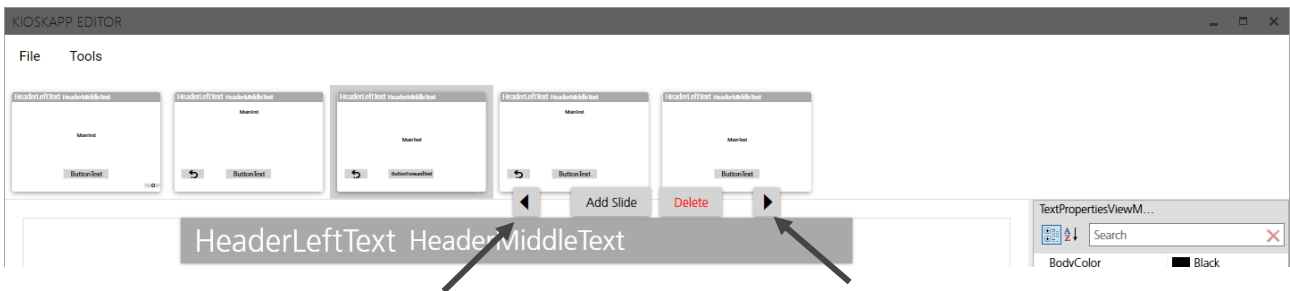 KIOSKAPP EDITOR
File Tools
HeaderLeftText HeaderMiddleText
MainText
ButtonText
HeaderLeftText HeaderMiddleText
MainText
ButtonText
HeaderLeftText HeaderMiddleText
MainText
ButtonForwardText
HeaderLeftText HeaderMiddleText
MainText
ButtonText
HeaderLeftText HeaderMiddleText
MainText
ButtonText
Add Slide Delete
HeaderLeftText HeaderMiddleText
TextPropertiesViewM...
A Z Search
BodyColor Black